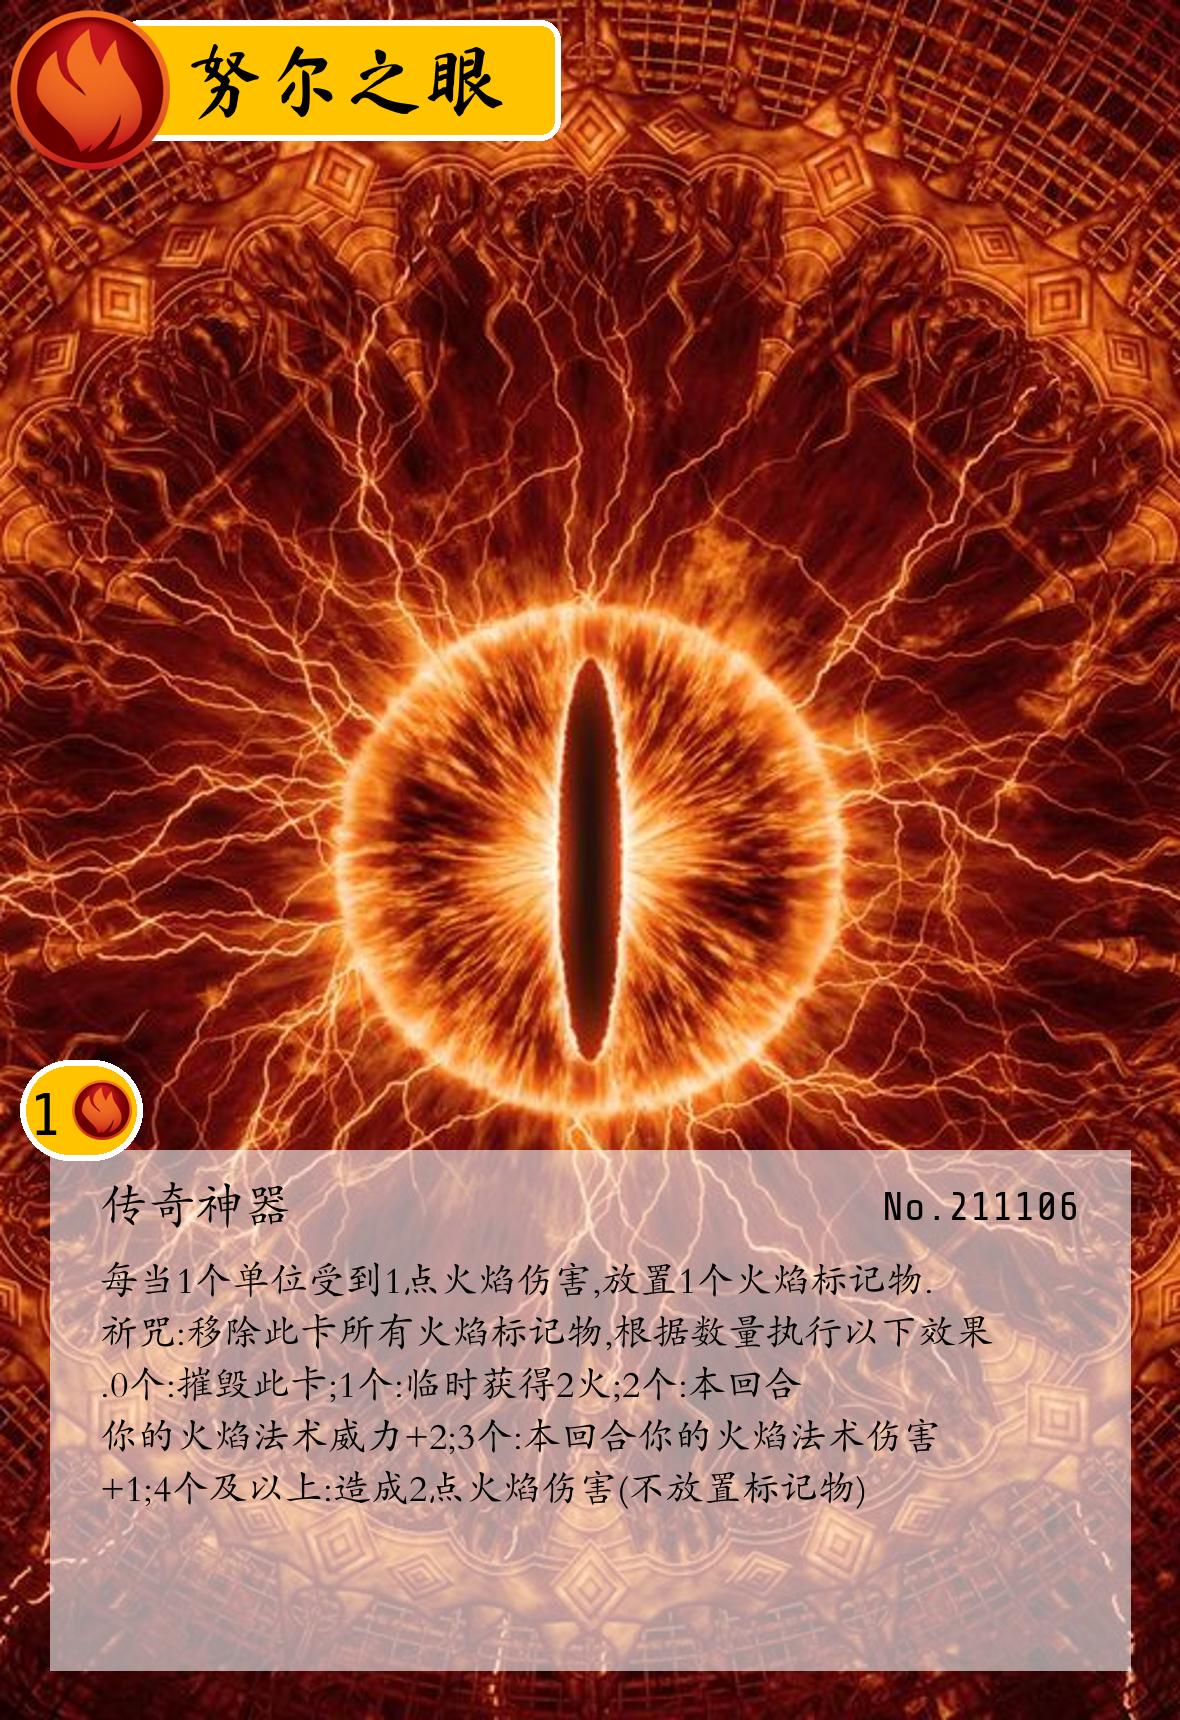 努尔之眼
1
传奇神器
No.211106
每当1个单位受到1点火焰伤害,放置1个火焰标记物.
祈咒:移除此卡所有火焰标记物,根据数量执行以下效果
.0个:摧毁此卡;1个:临时获得2火;2个:本回合
你的火焰法术威力+2;3个:本回合你的火焰法术伤害
+1;4个及以上:造成2点火焰伤害(不放置标记物)